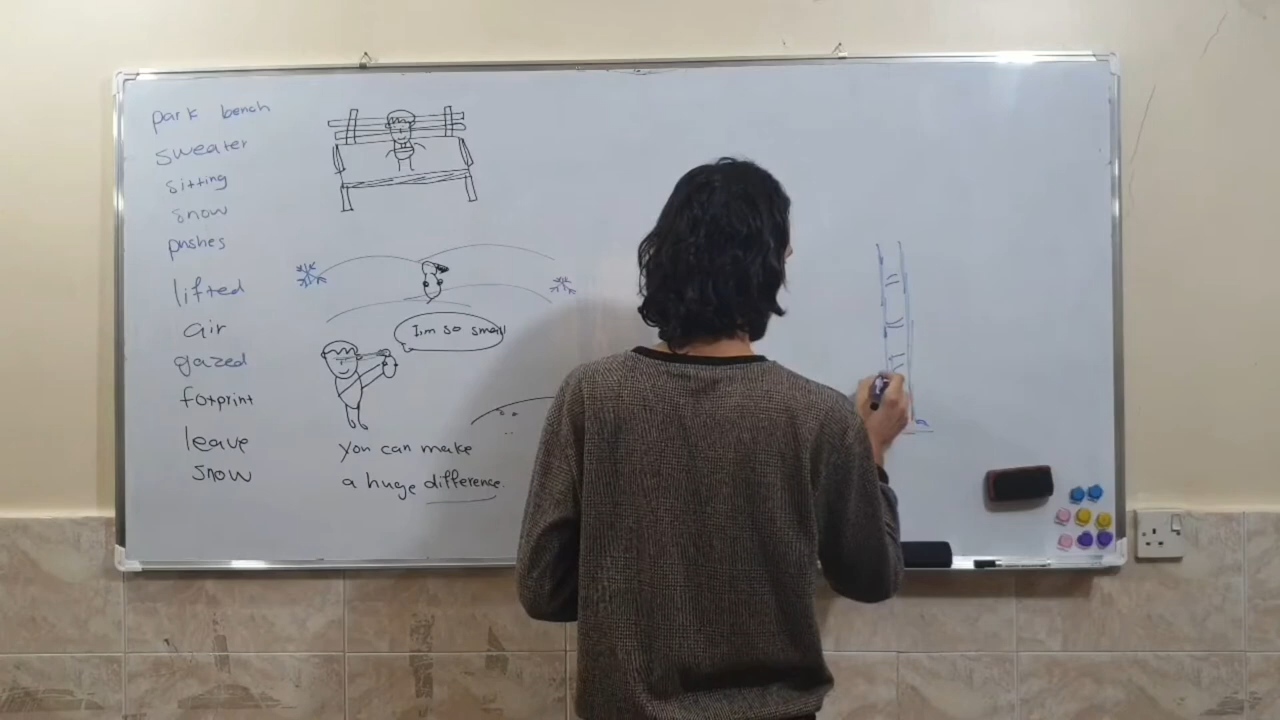 park bench
sweater
sitting
snow
pushes
lifted
air
gazed
fotprint
leave
snow
I,m so small
You can make
a huge difference.